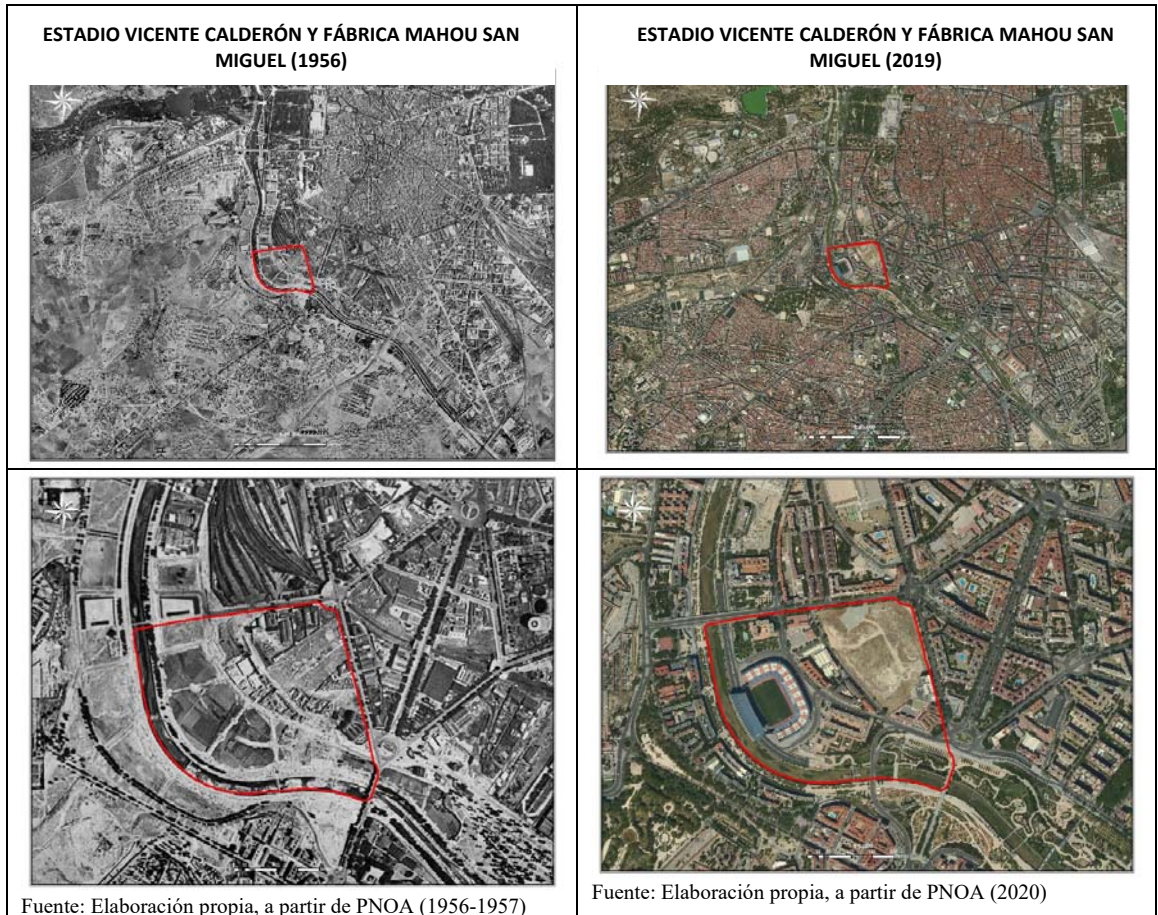 ESTADIO VICENTE CALDERÓN Y FÁBRICA MAHOU SAN
MIGUEL (1956)
ESTADIO VICENTE CALDERÓN Y FÁBRICA MAHOU SAN
MIGUEL (2019)
Fuente: Elaboración propia, a partir de PNOA (1956-1957)
Fuente: Elaboración propia, a partir de PNOA (2020)